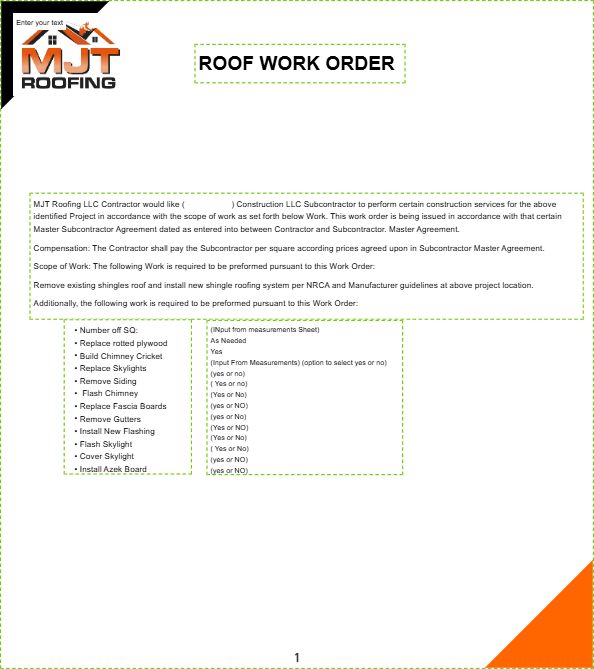 Enter your text
MJT
ROOFING
ROOF WORK ORDER
MJT Roofing LLC Contractor would like ( ) Construction LLC Subcontractor to perform certain construction services for the above
identified Project in accordance with the scope of work as set forth below Work. This work order is being issued in accordance with that certain
Master Subcontractor Agreement dated as entered into between Contractor and Subcontractor. Master Agreement.
Compensation: The Contractor shall pay the Subcontractor per square according prices agreed upon in Subcontractor Master Agreement.
Scope of Work: The following Work is required to be preformed pursuant to this Work Order:
Remove existing shingles roof and install new shingle roofing system per NRCA and Manufacturer guidelines at above project location.
Additionally, the following work is required to be preformed pursuant to this Work Order:
• Number off SQ:
• Replace rotted plywood
• Build Chimney Cricket
• Replace Skylights
• Remove Siding
• Flash Chimney
• Replace Fascia Boards
• Remove Gutters
• Install New Flashing
• Flash Skylight
• Cover Skylight
• Install Azek Board
(INput from measurements Sheet)
As Needed
Yes
(Input From Measurements) (option to select yes or no)
(yes or no)
( Yes or no)
(Yes or No)
(yes or NO)
(yes or No)
(Yes or NO)
(Yes or No)
( Yes or No)
(yes or NO)
(yes or NO)
1